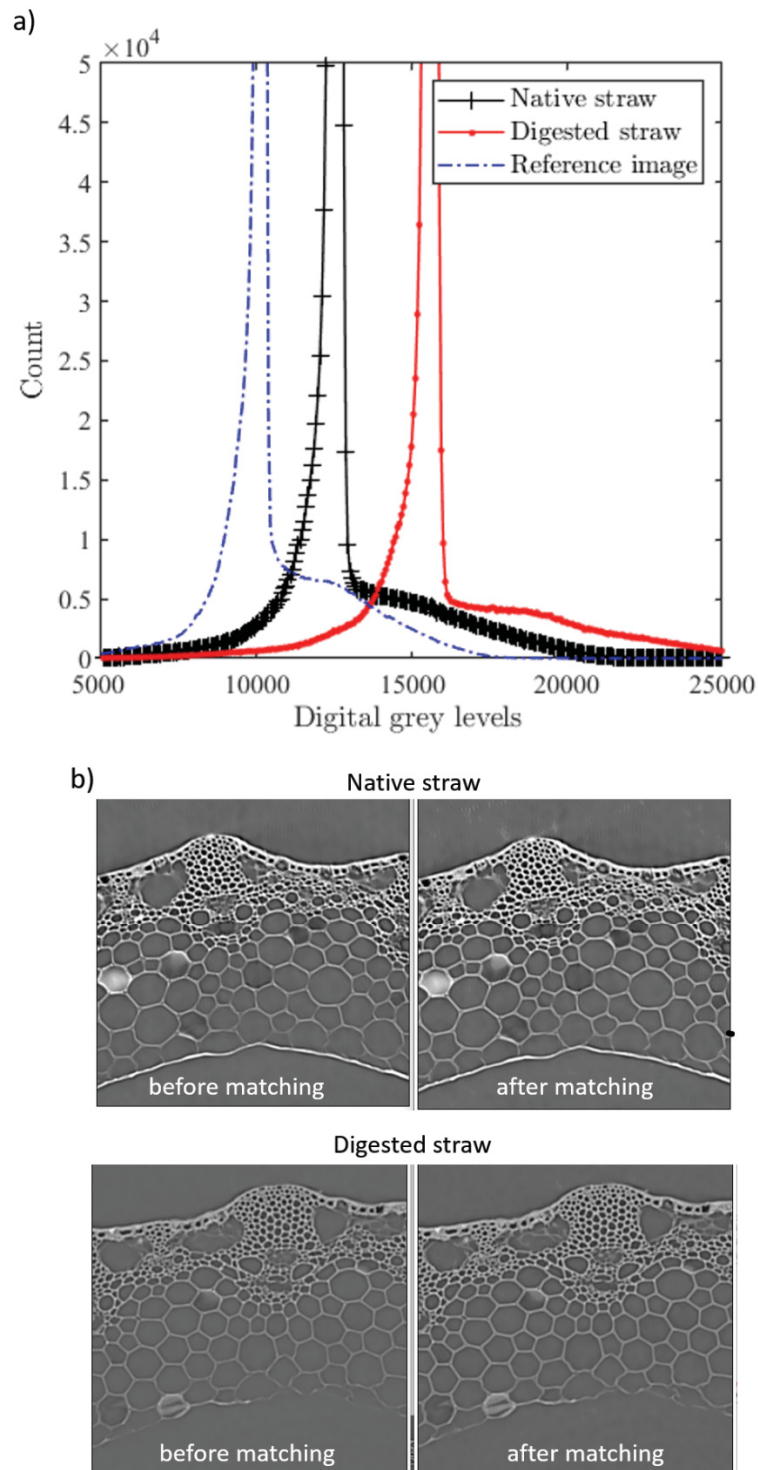 a)
×10⁴
5
4.5
4
3.5
3
2.5
2
1.5
1
0.5
0
Count
Native straw
Digested straw
Reference image
5000 10000 15000 20000 25000
Digital grey levels
b)
Native straw
before matching after matching
Digested straw
before matching after matching